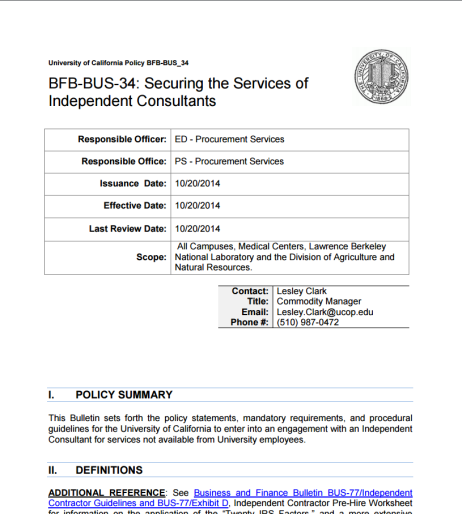 University of California Policy BFB-BUS_34
BFB-BUS-34: Securing the Services of
Independent Consultants
Responsible Officer: ED - Procurement Services
Responsible Office: PS - Procurement Services
Issuance Date: 10/20/2014
Effective Date: 10/20/2014
Last Review Date: 10/20/2014
Scope: All Campuses, Medical Centers, Lawrence Berkeley
National Laboratory and the Division of Agriculture and
Natural Resources.
Contact: Lesley Clark
Title: Commodity Manager
Email: Lesley.Clark@ucop.edu
Phone #: (510) 987-0472
I. POLICY SUMMARY
This Bulletin sets forth the policy statements, mandatory requirements, and procedural
guidelines for the University of California to enter into an engagement with an Independent
Consultant for services not available from University employees.
II. DEFINITIONS
ADDITIONAL REFERENCE: See Business and Finance Bulletin BUS-77/Independent
Contractor Guidelines and BUS-77/Exhibit D, Independent Contractor Pre-Hire Worksheet
for information on the application of the "Twenty IRS Factors," and a more extensive